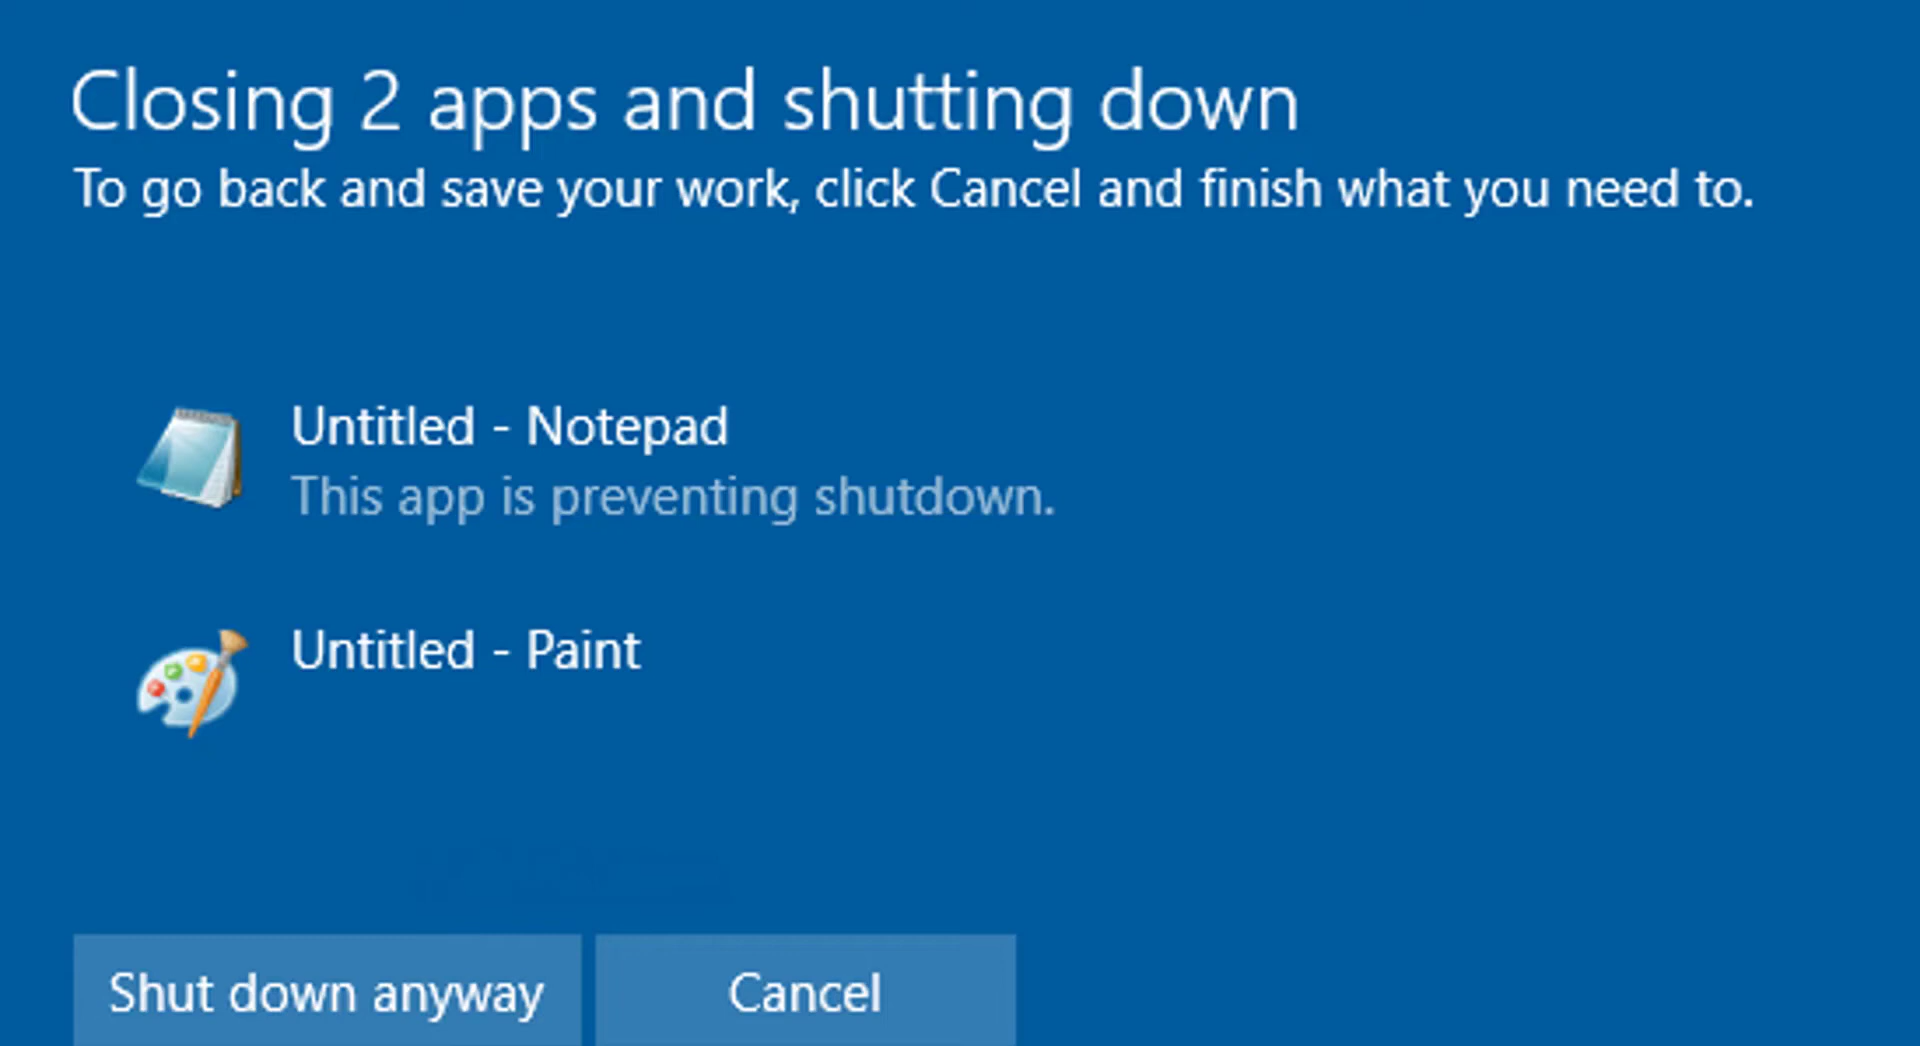 Closing 2 apps and shutting down
To go back and save your work, click Cancel and finish what you need to.
Untitled - Notepad
This app is preventing shutdown.
Untitled - Paint
Shut down anyway
Cancel